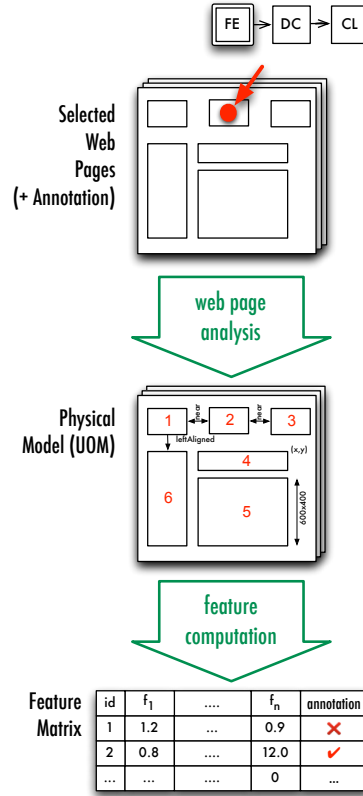 FE DC CL
Selected
Web
Pages
(+ Annotation)
web page
analysis
Physical
Model (UOM)
1 near 2 near 3
leftAligned
4 (x,y)
6 5 600x400
feature
computation
Feature
Matrix
id f1 .... fn annotation
1 1.2 ... 0.9 ✗
2 0.8 .... 12.0 ✓
... ... .... 0 ...